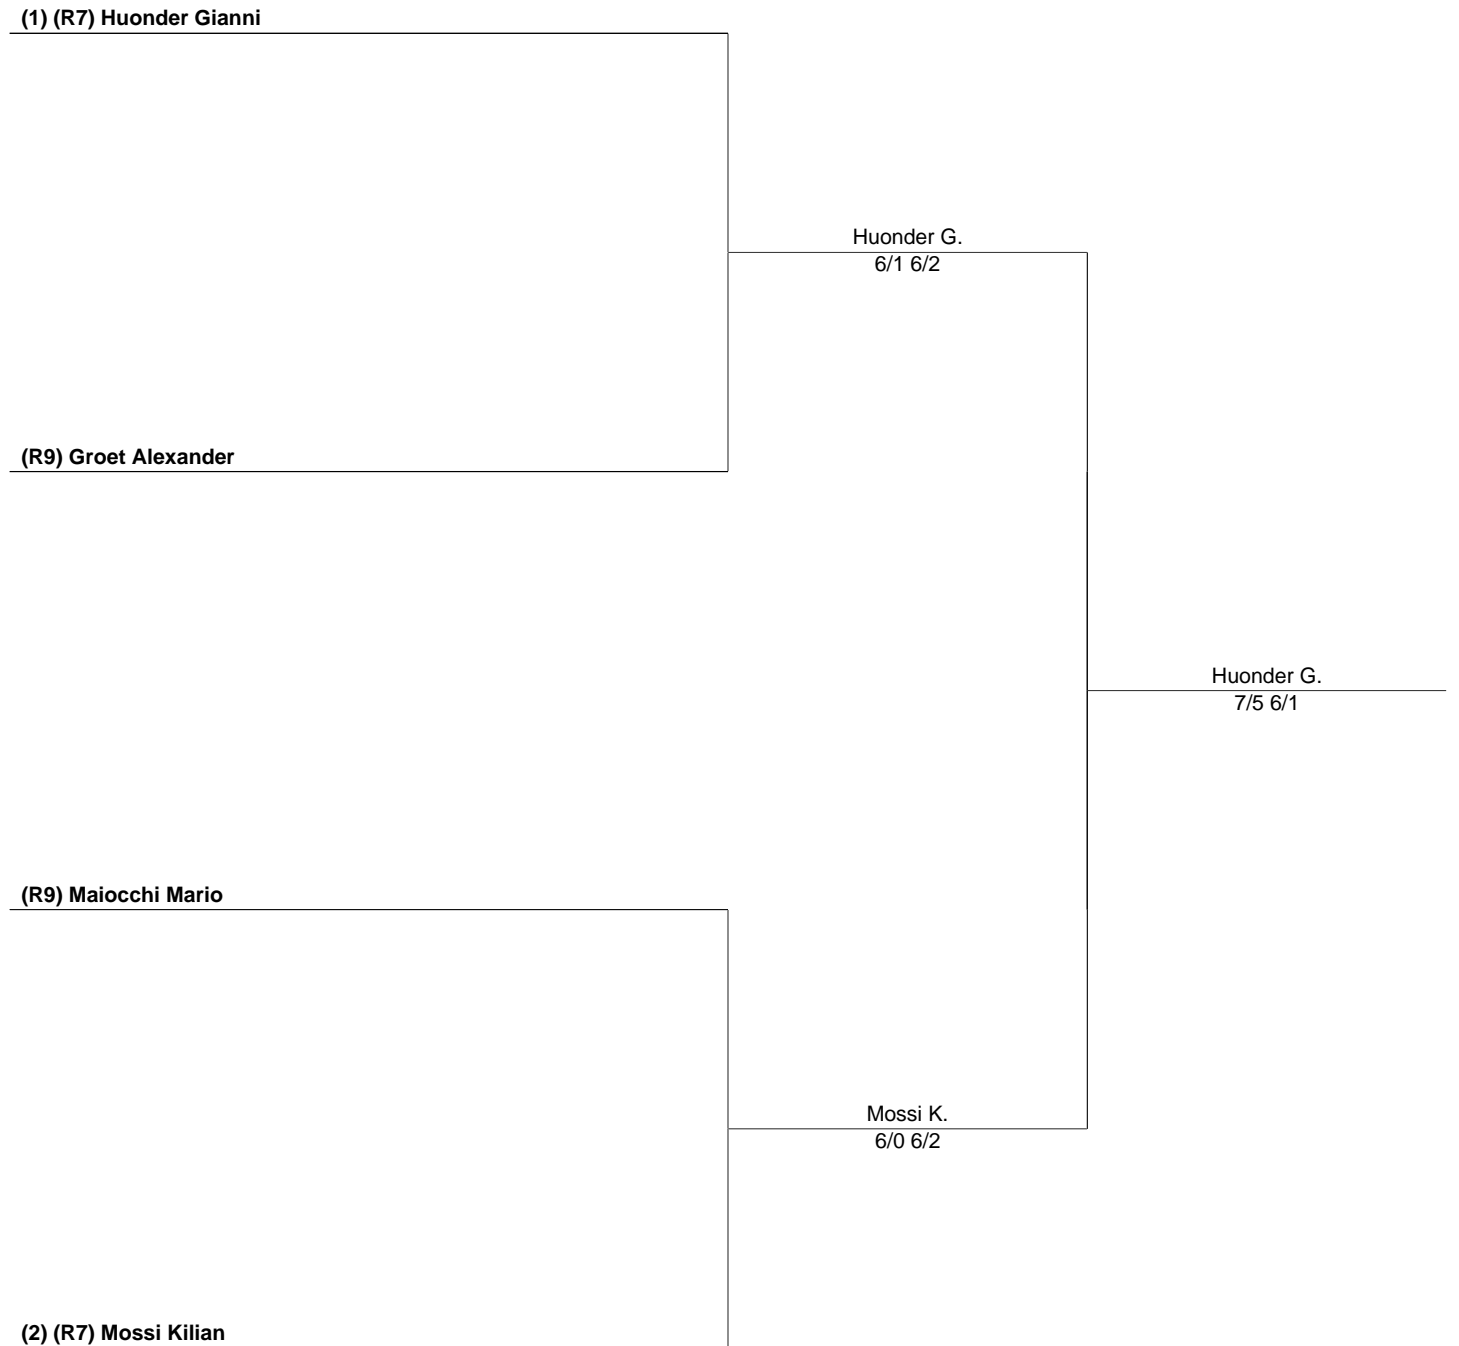 (1) (R7) Huonder Gianni
Huonder G.
6/1 6/2
(R9) Groet Alexander
Huonder G.
7/5 6/1
(R9) Maiocchi Mario
Mossi K.
6/0 6/2
(2) (R7) Mossi Kilian